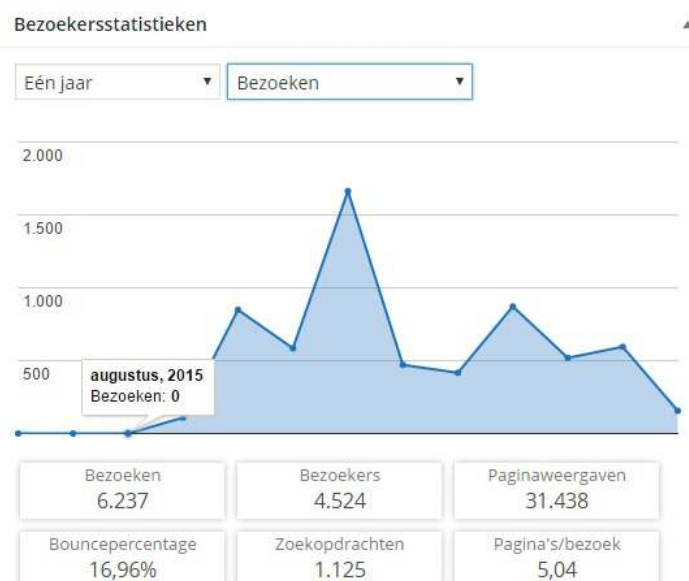 Bezoekersstatistieken
Eén jaar
Bezoeken
2.000
1.500
1.000
500
augustus, 2015
Bezoeken: 0
Bezoeken
6.237
Bezoekers
4.524
Paginaweergaven
31.438
Bouncepercentage
16,96%
Zoekopdrachten
1.125
Pagina's/bezoek
5,04